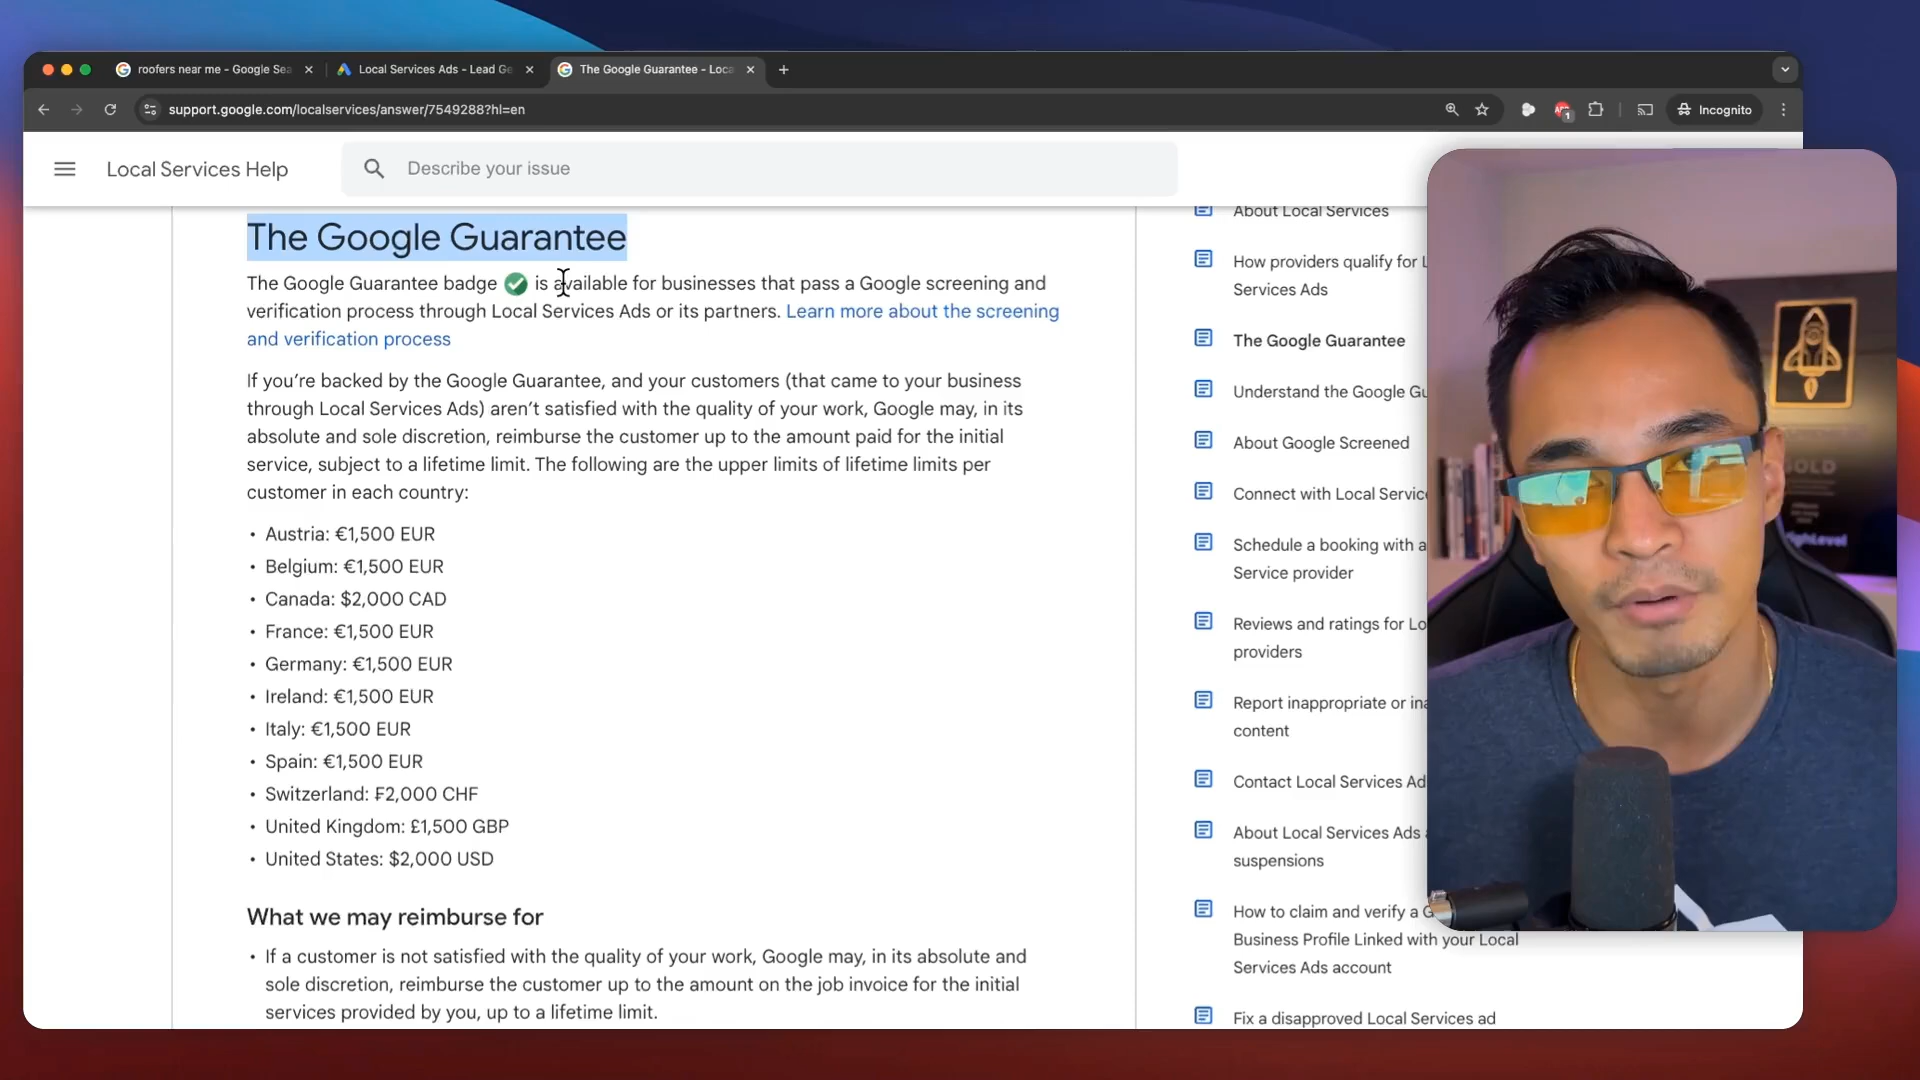 roofers near me - Google Sea
Local Services Ads - Lead Ge
The Google Guarantee - Loca
support.google.com/localservices/answer/7549288?hl=en
1
Incognito
Local Services Help
Describe your issue
The Google Guarantee
The Google Guarantee badge is available for businesses that pass a Google screening and
verification process through Local Services Ads or its partners. Learn more about the screening
and verification process
If you’re backed by the Google Guarantee, and your customers (that came to your business
through Local Services Ads) aren’t satisfied with the quality of your work, Google may, in its
absolute and sole discretion, reimburse the customer up to the amount paid for the initial
service, subject to a lifetime limit. The following are the upper limits of lifetime limits per
customer in each country:
• Austria: €1,500 EUR
• Belgium: €1,500 EUR
• Canada: $2,000 CAD
• France: €1,500 EUR
• Germany: €1,500 EUR
• Ireland: €1,500 EUR
• Italy: €1,500 EUR
• Spain: €1,500 EUR
• Switzerland: ₣2,000 CHF
• United Kingdom: £1,500 GBP
• United States: $2,000 USD
What we may reimburse for
• If a customer is not satisfied with the quality of your work, Google may, in its absolute and
sole discretion, reimburse the customer up to the amount on the job invoice for the initial
services provided by you, up to a lifetime limit.
About Local Services
How providers qualify for L
Services Ads
The Google Guarantee
Understand the Google Gu
About Google Screened
Connect with Local Servic
Schedule a booking with a
Service provider
Reviews and ratings for Lo
providers
Report inappropriate or ina
content
Contact Local Services Ad
About Local Services Ads
suspensions
How to claim and verify a G
Business Profile Linked with your Local
Services Ads account
Fix a disapproved Local Services ad